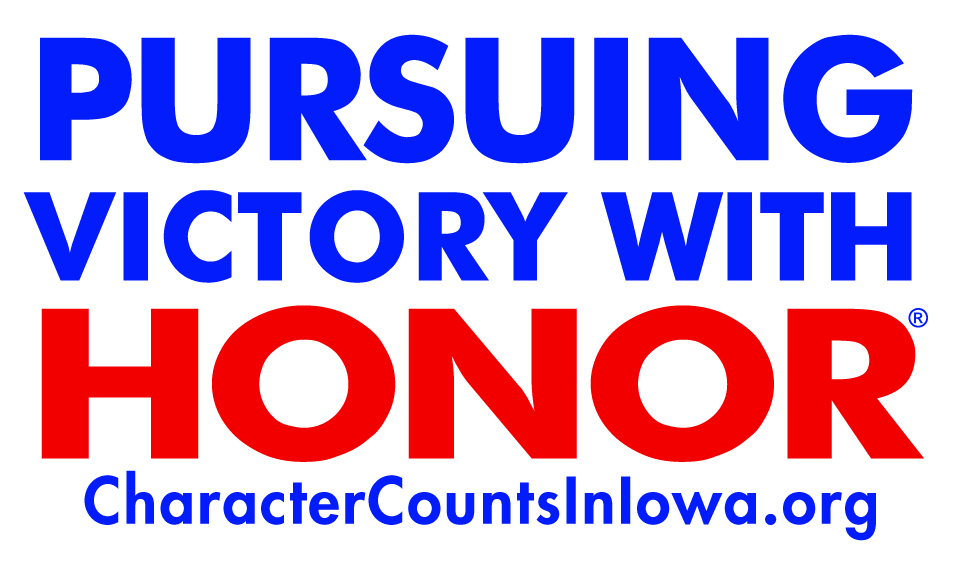 PURSUING
VICTORY WITH
HONOR®
CharacterCountsInIowa.org